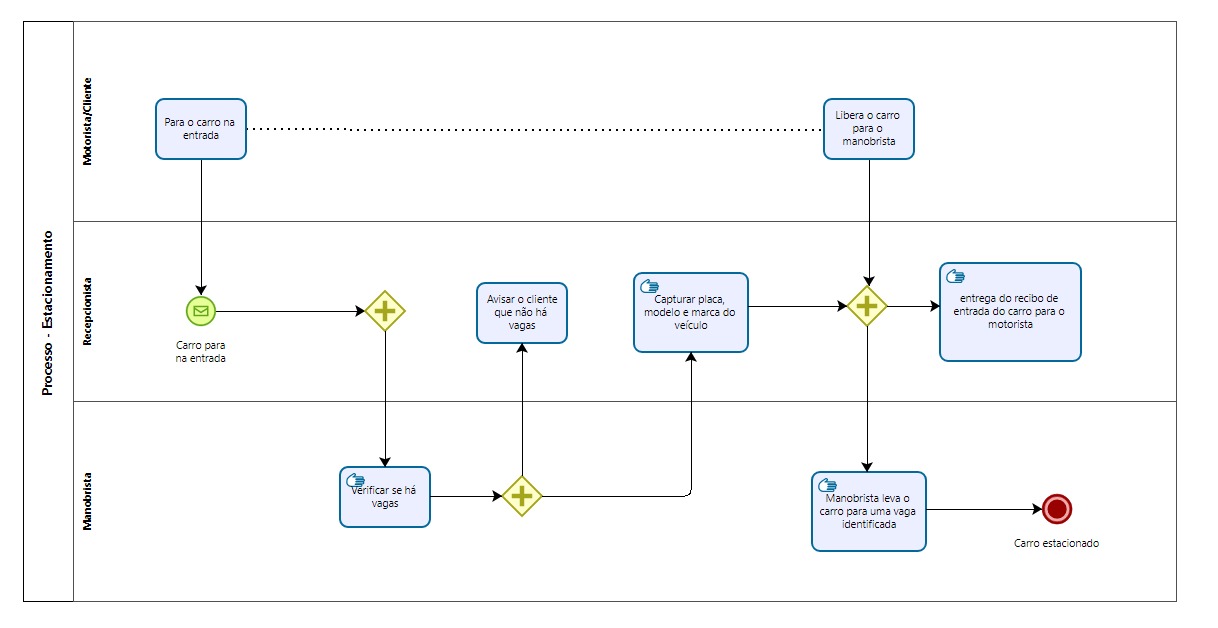 Processo - Estacionamento
Motorista/Cliente
Para o carro na
entrada
Libera o carro
para o
manobrista
Recepcionista
Carro para
na entrada
Avisar o cliente
que não há
vagas
Capturar placa,
modelo e marca do
veículo
entrega do recibo de
entrada do carro para o
motorista
Manobrista
Verificar se há
vagas
Manobrista leva o
carro para uma vaga
identificada
Carro estacionado